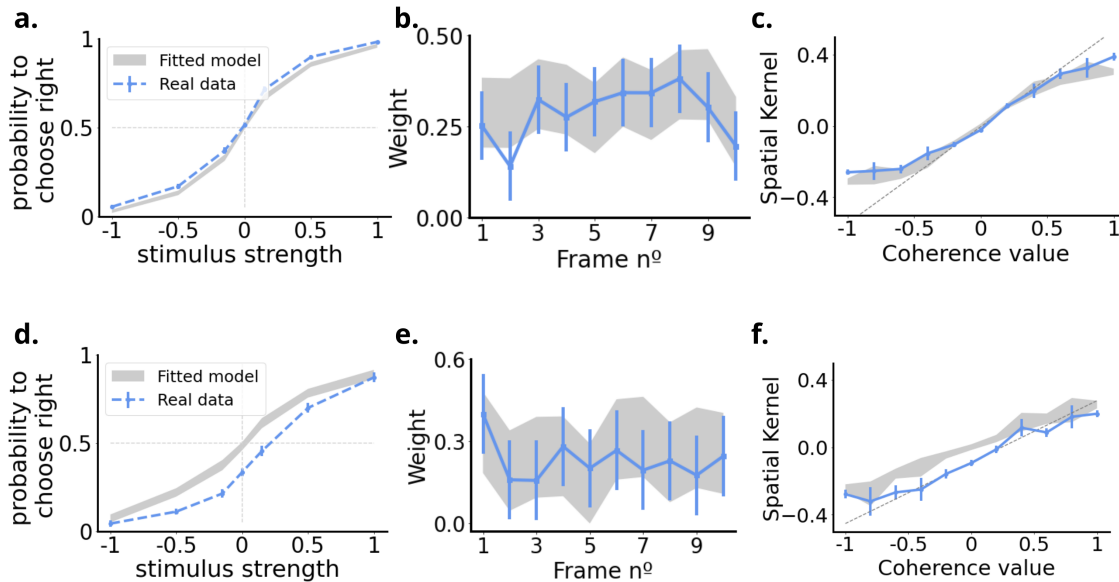 a.
probability to
choose right
1
0.5
0
Fitted model
Real data
-1 -0.5 0 0.5 1
stimulus strength
b.
Weight
0.50
0.25
0.00
1 3 5 7 9
Frame nº
c.
Spatial Kernel
0.4
0.0
−0.4
-1 -0.5 0 0.5 1
Coherence value
d.
probability to
choose right
1
0.5
0
Fitted model
Real data
-1 -0.5 0 0.5 1
stimulus strength
e.
Weight
0.6
0.3
0.0
1 3 5 7 9
Frame nº
f.
Spatial Kernel
0.4
0.0
−0.4
-1 -0.5 0 0.5 1
Coherence value